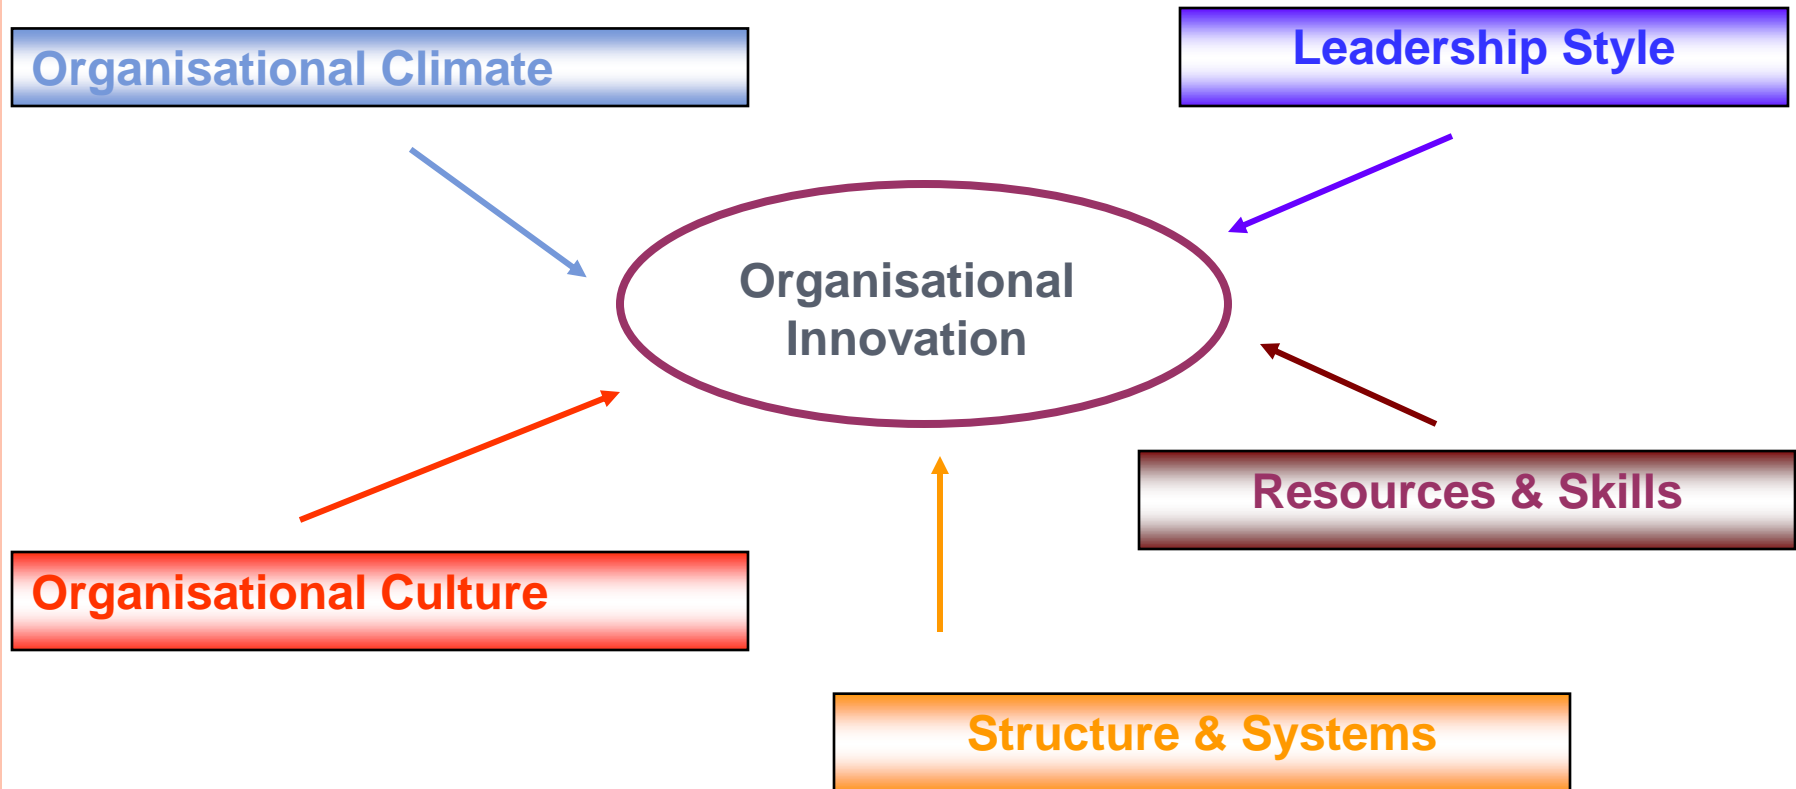 Organisational Climate
Leadership Style
Organisational
Innovation
Resources & Skills
Organisational Culture
Structure & Systems